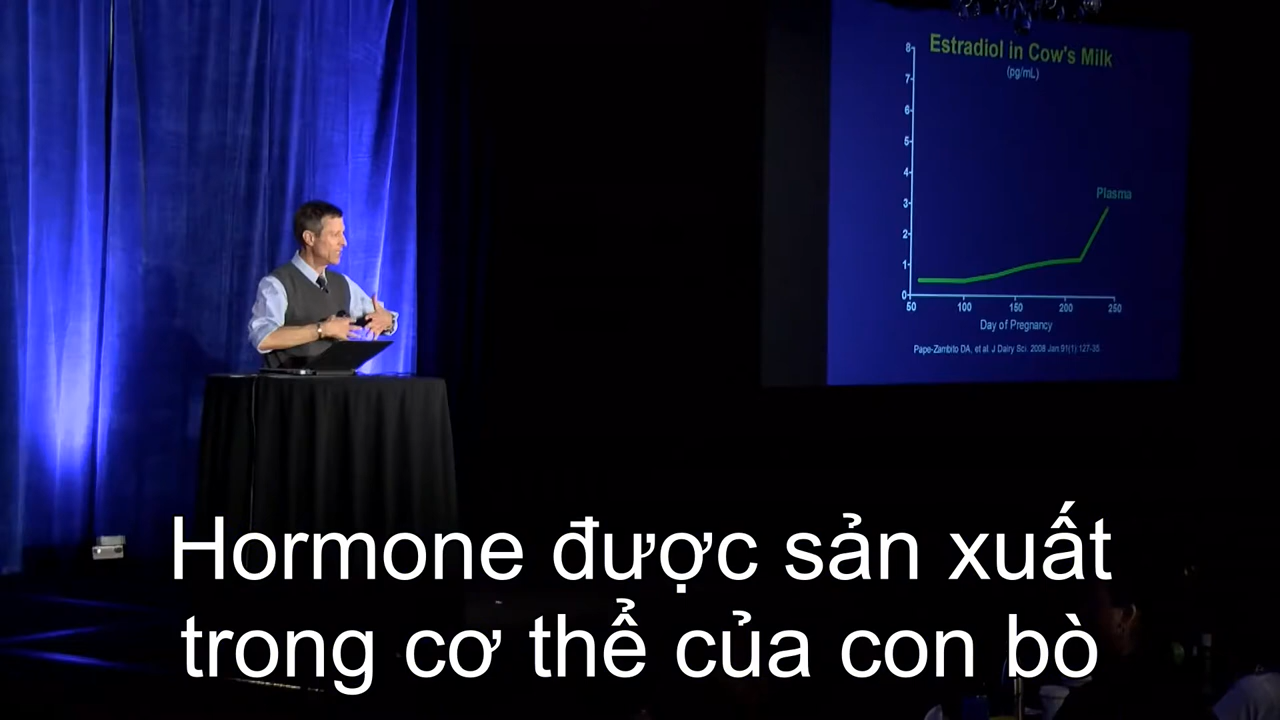 Estradiol in Cow's Milk
(pg/mL)
8
7
6
5
4
3
2
1
0
Plasma
50 100 150 200 250
Day of Pregnancy
Pape-Zambito DA, et al. J Dairy Sci. 2008 Jan 91(1):127-35.
Hormone được sản xuất
trong cơ thể của con bò